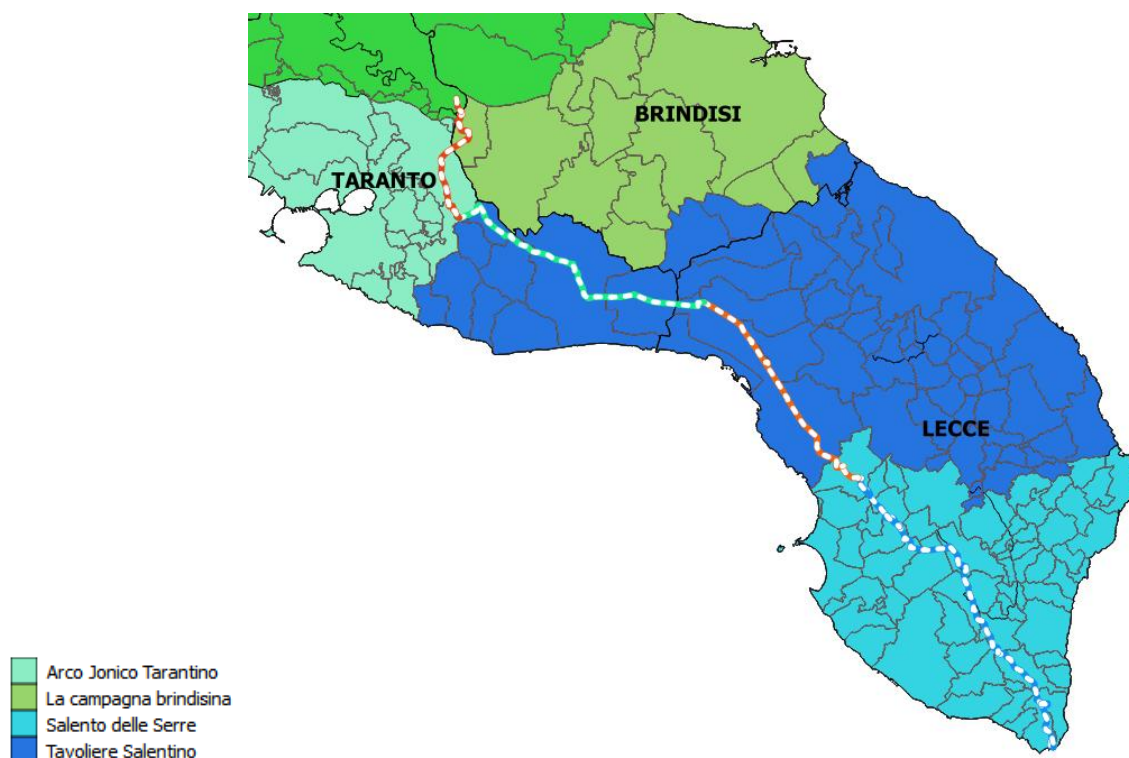 BRINDISI
TARANTO
LECCE
Arco Jonico Tarantino
La campagna brindisina
Salento delle Serre
Tavoliere Salentino